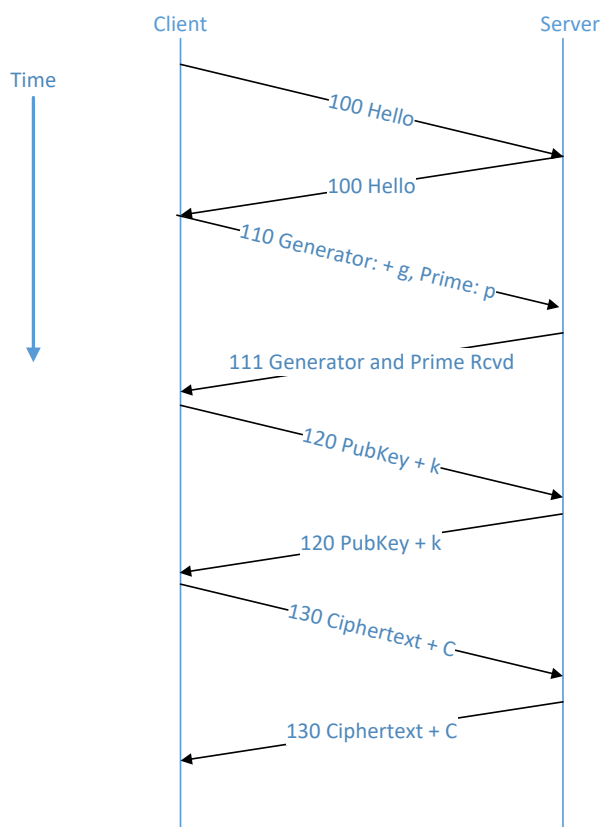 Client
Server
Time
100 Hello
100 Hello
110 Generator: + g, Prime: p
111 Generator and Prime Rcvd
120 PubKey + k
120 PubKey + k
130 Ciphertext + C
130 Ciphertext + C